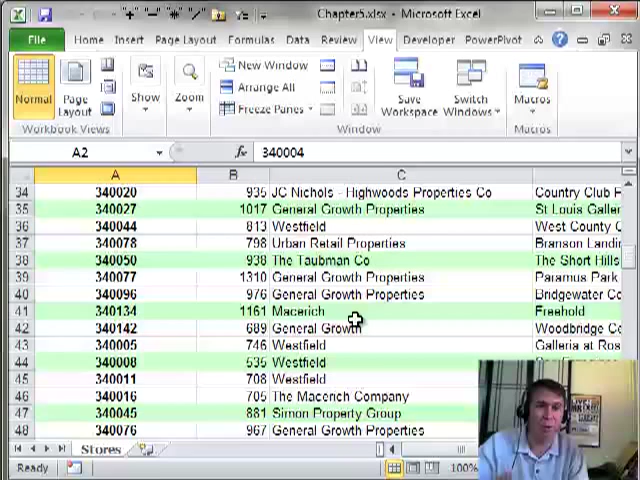 Chapter5.xlsx - Microsoft Excel
File Home Insert Page Layout Formulas Data Review View Developer PowerPivot
Normal Page Layout Show Zoom New Window Arrange All Freeze Panes Save Workspace Switch Windows Macros
Workbook Views Window Macros
A2 fx 340004
A B C
34 340020 935 JC Nichols - Highwoods Properties Co Country Club F
35 340027 1017 General Growth Properties St Louis Galler
36 340044 813 Westfield West County C
37 340078 798 Urban Retail Properties Branson Landin
38 340050 938 The Taubman Co The Short Hills
39 340077 1310 General Growth Properties Paramus Park
40 340096 976 General Growth Properties Bridgewater Co
41 340134 1161 Macerich Freehold
42 340142 689 General Growth Woodbridge Co
43 340005 746 Westfield Galleria at Ros
44 340008 535 Westfield
45 340011 708 Westfield
46 340016 705 The Macerich Company
47 340045 881 Simon Property Group
48 340076 967 General Growth Properties
Stores
Ready 100%